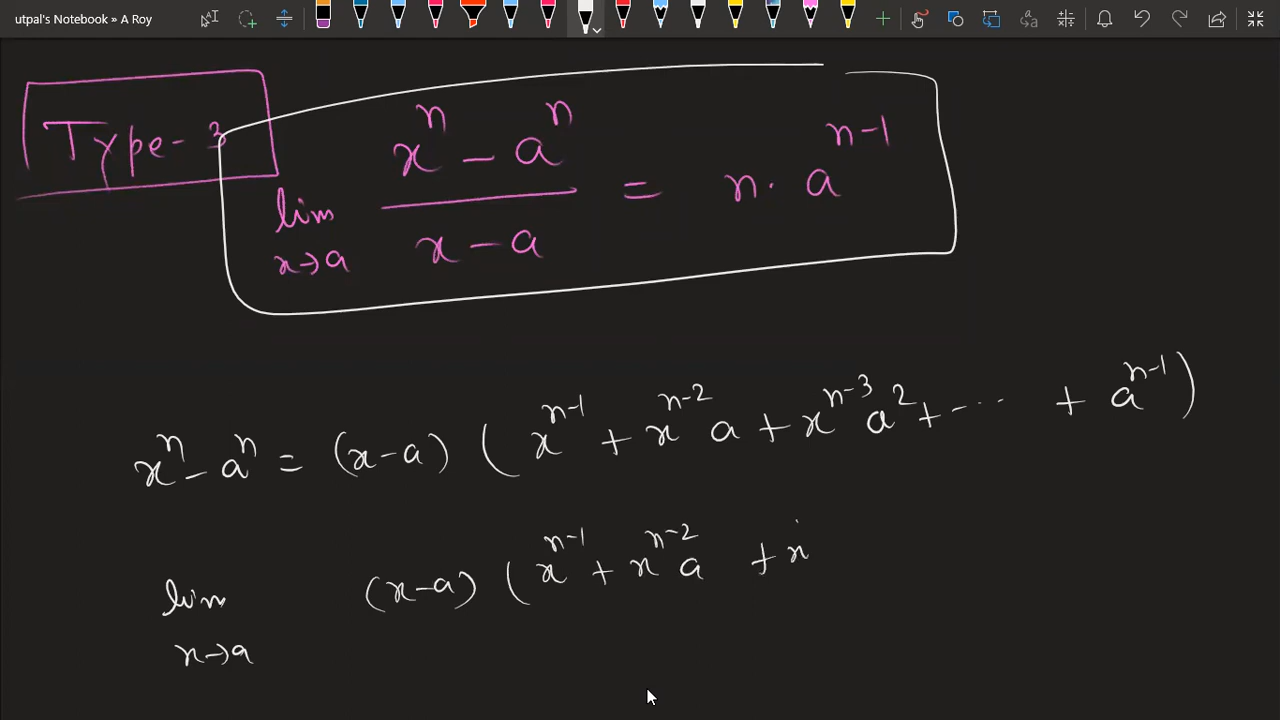 utpal's Notebook » A Roy
Type-3
lim x→a (x^n - a^n)/(x - a) = n · a^(n-1)
x^n - a^n = (x-a) (x^(n-1) + x^(n-2) a + x^(n-3) a^2 + -... + a^(n-1))
lim x→a (x-a) (x^(n-1) + x^(n-2) a + x